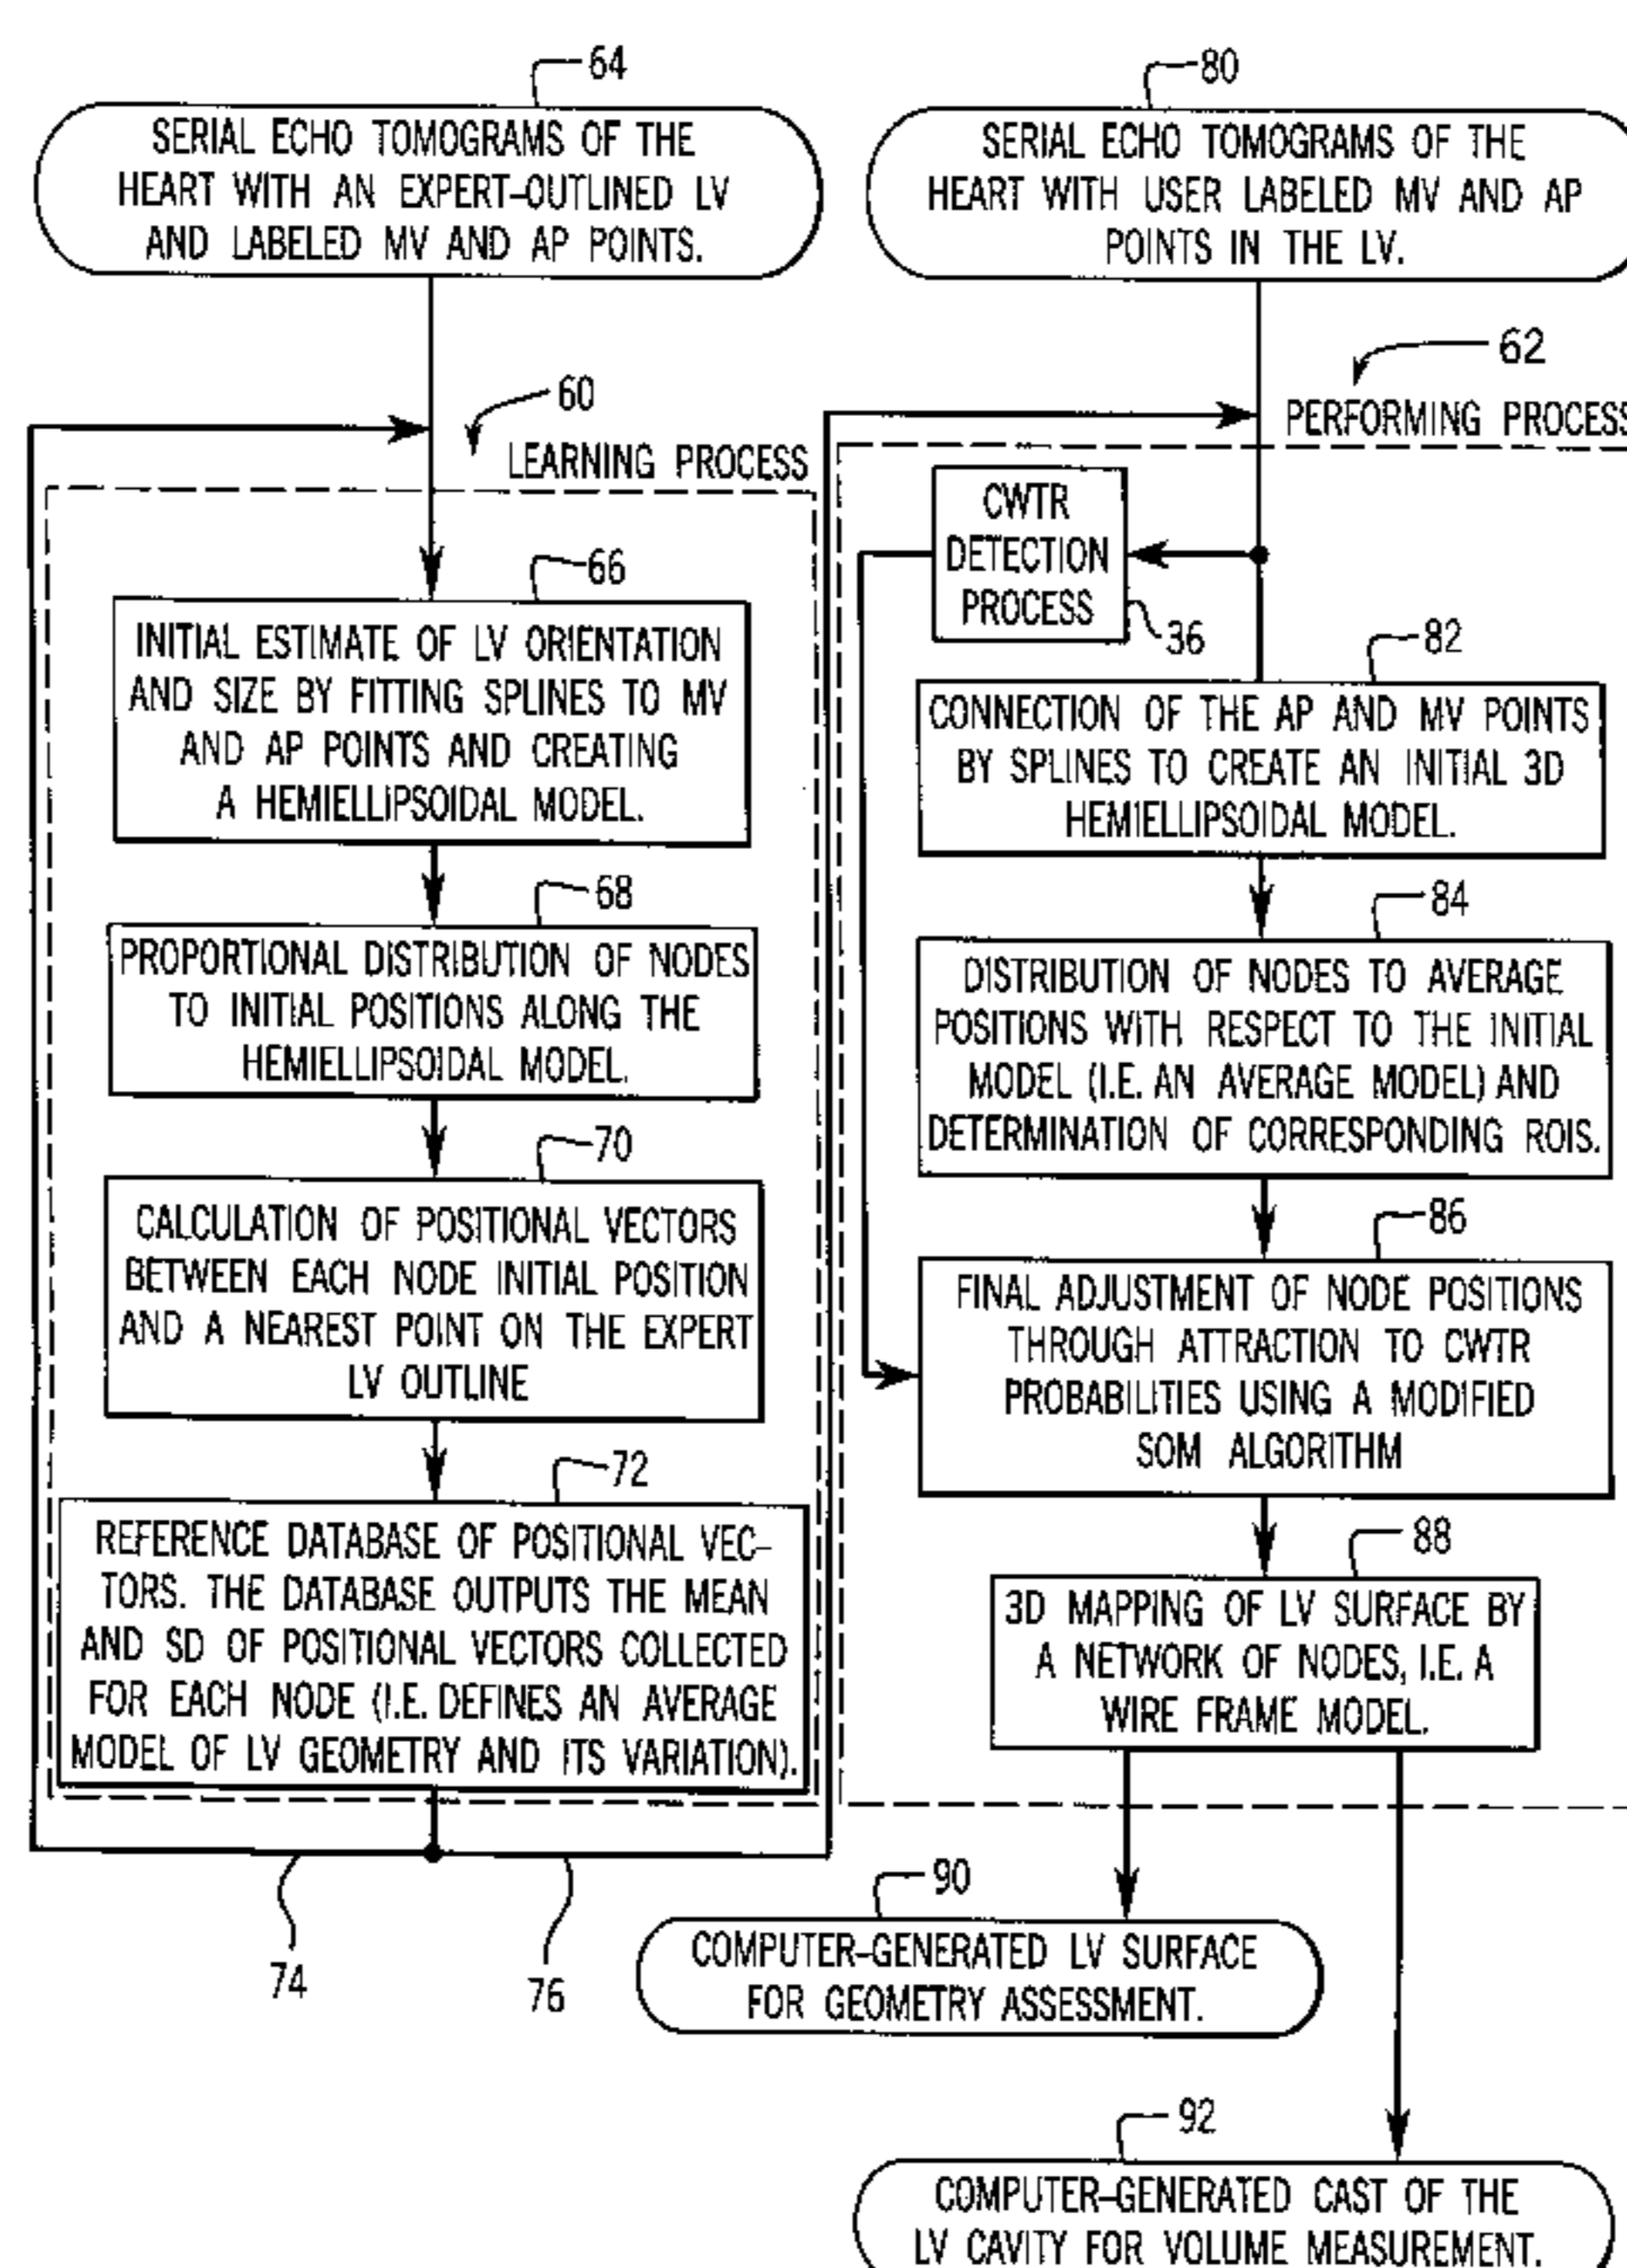 64
SERIAL ECHO TOMOGRAMS OF THE
HEART WITH AN EXPERT-OUTLINED LV
AND LABELED MV AND AP POINTS.
60
LEARNING PROCESS
66
INITIAL ESTIMATE OF LV ORIENTATION
AND SIZE BY FITTING SPLINES TO MV
AND AP POINTS AND CREATING
A HEMIELLIPSOIDAL MODEL.
68
PROPORTIONAL DISTRIBUTION OF NODES
TO INITIAL POSITIONS ALONG THE
HEMIELLIPSOIDAL MODEL.
70
CALCULATION OF POSITIONAL VECTORS
BETWEEN EACH NODE INITIAL POSITION
AND A NEAREST POINT ON THE EXPERT
LV OUTLINE
72
REFERENCE DATABASE OF POSITIONAL VEC-
TORS. THE DATABASE OUTPUTS THE MEAN
AND SD OF POSITIONAL VECTORS COLLECTED
FOR EACH NODE (I.E. DEFINES AN AVERAGE
MODEL OF LV GEOMETRY AND ITS VARIATION).
74
76
80
SERIAL ECHO TOMOGRAMS OF THE
HEART WITH USER LABELED MV AND AP
POINTS IN THE LV.
62
PERFORMING PROCESS
CWTR
DETECTION
PROCESS
36
82
CONNECTION OF THE AP AND MV POINTS
BY SPLINES TO CREATE AN INITIAL 3D
HEMIELLIPSOIDAL MODEL.
84
DISTRIBUTION OF NODES TO AVERAGE
POSITIONS WITH RESPECT TO THE INITIAL
MODEL (I.E. AN AVERAGE MODEL) AND
DETERMINATION OF CORRESPONDING ROIS.
86
FINAL ADJUSTMENT OF NODE POSITIONS
THROUGH ATTRACTION TO CWTR
PROBABILITIES USING A MODIFIED
SOM ALGORITHM
88
3D MAPPING OF LV SURFACE BY
A NETWORK OF NODES, I.E. A
WIRE FRAME MODEL.
90
COMPUTER-GENERATED LV SURFACE
FOR GEOMETRY ASSESSMENT.
92
COMPUTER-GENERATED CAST OF THE
LV CAVITY FOR VOLUME MEASUREMENT.